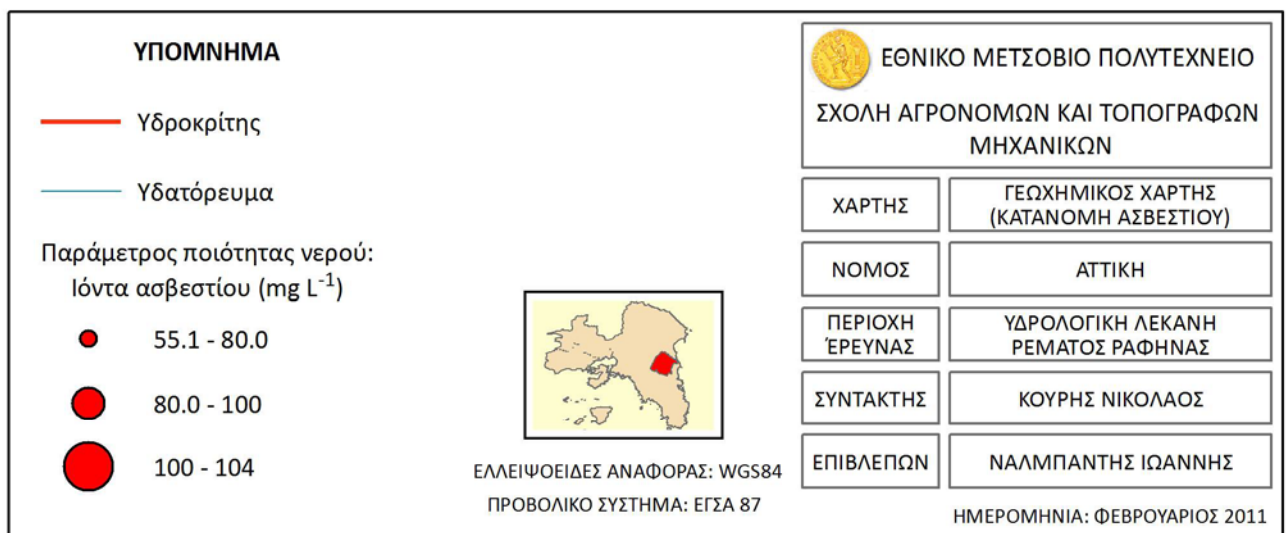 ΥΠΟΜΝΗΜΑ
Υδροκρίτης
Υδατόρευμα
Παράμετρος ποιότητας νερού:
Ιόντα ασβεστίου (mg L⁻¹)
55.1 - 80.0
80.0 - 100
100 - 104
ΕΛΛΕΙΨΟΕΙΔΕΣ ΑΝΑΦΟΡΑΣ: WGS84
ΠΡΟΒΟΛΙΚΟ ΣΥΣΤΗΜΑ: ΕΓΣΑ 87
ΕΘΝΙΚΟ ΜΕΤΣΟΒΙΟ ΠΟΛΥΤΕΧΝΕΙΟ
ΣΧΟΛΗ ΑΓΡΟΝΟΜΩΝ ΚΑΙ ΤΟΠΟΓΡΑΦΩΝ
ΜΗΧΑΝΙΚΩΝ
ΧΑΡΤΗΣ
ΓΕΩΧΗΜΙΚΟΣ ΧΑΡΤΗΣ
(ΚΑΤΑΝΟΜΗ ΑΣΒΕΣΤΙΟΥ)
ΝΟΜΟΣ
ΑΤΤΙΚΗ
ΠΕΡΙΟΧΗ
ΈΡΕΥΝΑΣ
ΥΔΡΟΛΟΓΙΚΗ ΛΕΚΑΝΗ
ΡΕΜΑΤΟΣ ΡΑΦΗΝΑΣ
ΣΥΝΤΑΚΤΗΣ
ΚΟΥΡΗΣ ΝΙΚΟΛΑΟΣ
ΕΠΙΒΛΕΠΩΝ
ΝΑΛΜΠΑΝΤΗΣ ΙΩΑΝΝΗΣ
ΗΜΕΡΟΜΗΝΙΑ: ΦΕΒΡΟΥΑΡΙΟΣ 2011